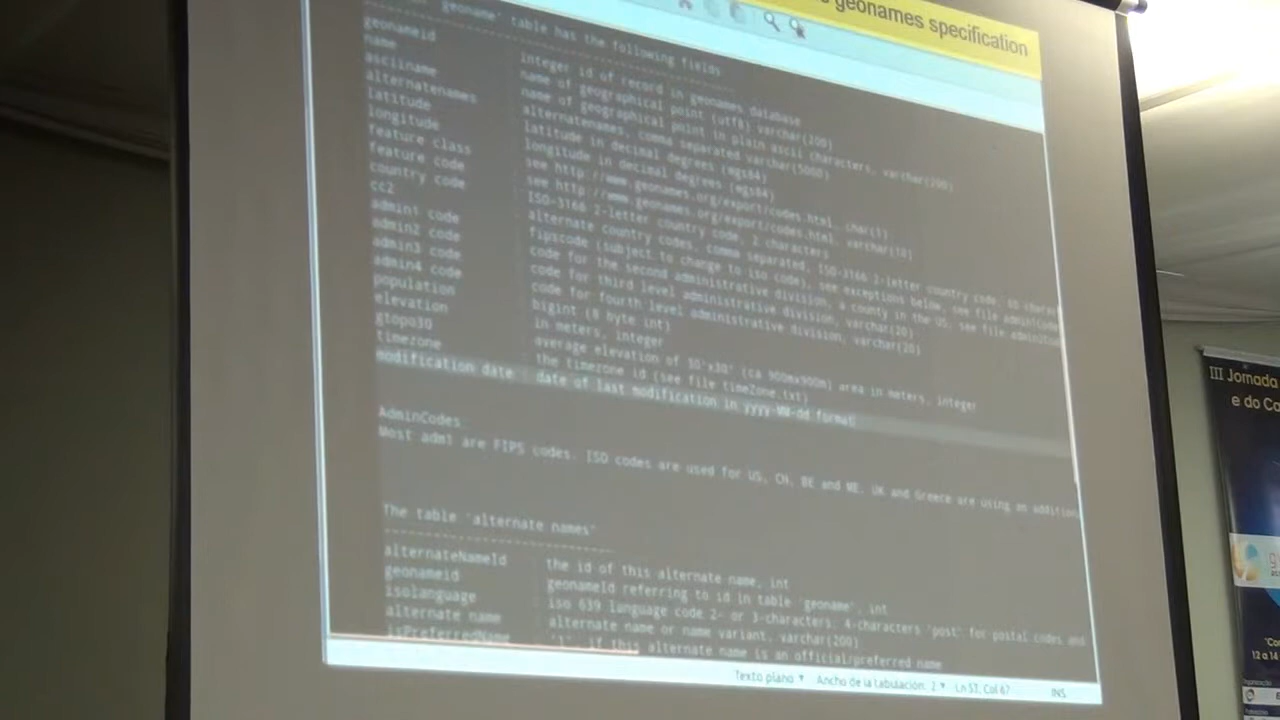 geonames specification
'geoname' table has the following fields
geonameid : integer id of record in geonames database
name : name of geographical point (utf8) varchar(200)
asciiname : name of geographical point in plain ascii characters, varchar(200)
alternatenames : alternatenames, comma separated varchar(5000)
latitude : latitude in decimal degrees (wgs84)
longitude : longitude in decimal degrees (wgs84)
feature class : see http://www.geonames.org/export/codes.html, char(1)
feature code : see http://www.geonames.org/export/codes.html, varchar(10)
country code : ISO-3166 2-letter country code, 2 characters
cc2 : alternate country codes, comma separated, ISO-3166 2-letter country code, 60
admin1 code : fipscode (subject to change to iso code), see exceptions below, see file
admin2 code : code for the second administrative division, a county in the US, see file
admin3 code : code for third level administrative division, varchar(20)
admin4 code : code for fourth level administrative division, varchar(20)
population : bigint (8 byte int)
elevation : in meters, integer
gtopo30 : average elevation of 30'x30' (ca 900mx900m) area in meters, integer
timezone : the timezone id (see file timeZone.txt)
modification date : date of last modification in yyyy-MM-dd format
AdminCodes:
Most adm1 are FIPS codes. ISO codes are used for US, CH, BE and ME. UK and Greece are using an addition
The table 'alternate names'
alternateNameId : the id of this alternate name, int
geonameid : geonameId referring to id in table 'geoname', int
isolanguage : iso 639 language code 2- or 3-characters; 4-characters 'post' for postal codes and
alternate name : alternate name or name variant, varchar(200)
isPreferredName : '1', if this alternate name is an official/preferred name
Texto plano ▾ Ancho de la tabulación: 2 ▾ Ln 57, Col 67 INS
III Jornada
e do Ca
12 a 14